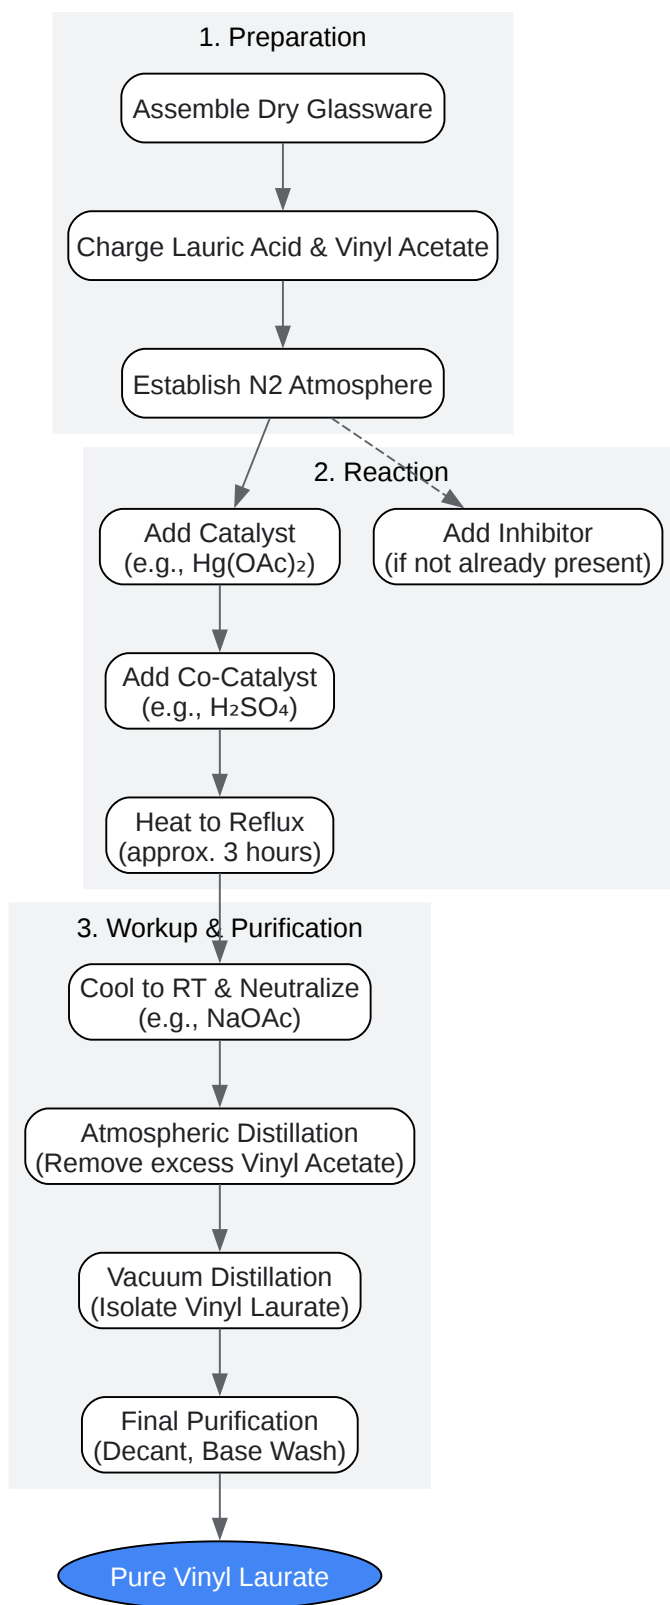 1. Preparation
Assemble Dry Glassware
Charge Lauric Acid & Vinyl Acetate
Establish N2 Atmosphere
2. Reaction
Add Catalyst
(e.g., Hg(OAc)₂)
Add Inhibitor
(if not already present)
Add Co-Catalyst
(e.g., H₂SO₄)
Heat to Reflux
(approx. 3 hours)
3. Workup & Purification
Cool to RT & Neutralize
(e.g., NaOAc)
Atmospheric Distillation
(Remove excess Vinyl Acetate)
Vacuum Distillation
(Isolate Vinyl Laurate)
Final Purification
(Decant, Base Wash)
Pure Vinyl Laurate